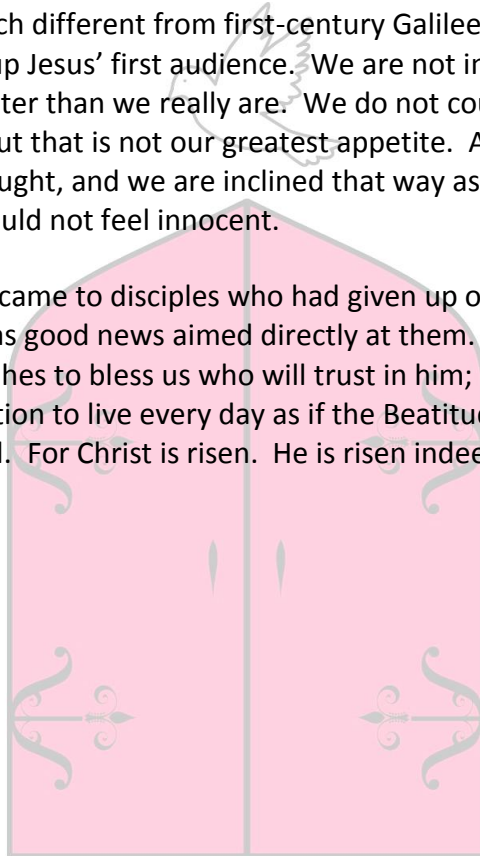 ch different from first-century Galilee
up Jesus’ first audience.  We are not in
ter than we really are.  We do not cou
ut that is not our greatest appetite.  A
ught, and we are inclined that way as
uld not feel innocent.
came to disciples who had given up o
as good news aimed directly at them.
hes to bless us who will trust in him;
tion to live every day as if the Beatitud
l.  For Christ is risen.  He is risen indee